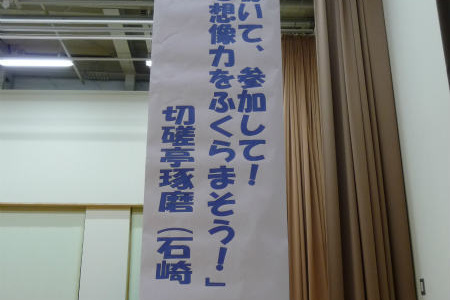 いて、参加して！
想像力をふくらまそう！」
切磋亭琢磨（石崎